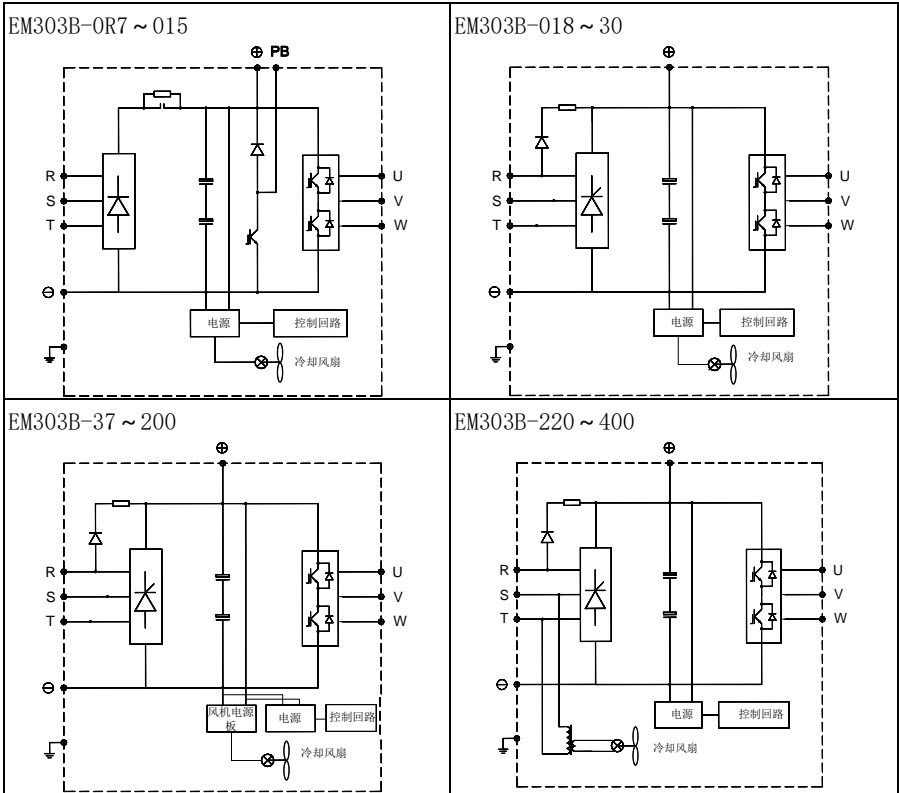 EM303B-0R7～015
⊕ PB
R
S
T
⊖
U
V
W
电源
控制回路
冷却风扇
EM303B-018～30
⊕
R
S
T
⊖
U
V
W
电源
控制回路
冷却风扇
EM303B-37～200
⊕
R
S
T
⊖
U
V
W
风机电源
板
电源
控制回路
冷却风扇
EM303B-220～400
⊕
R
S
T
⊖
U
V
W
电源
控制回路
冷却风扇